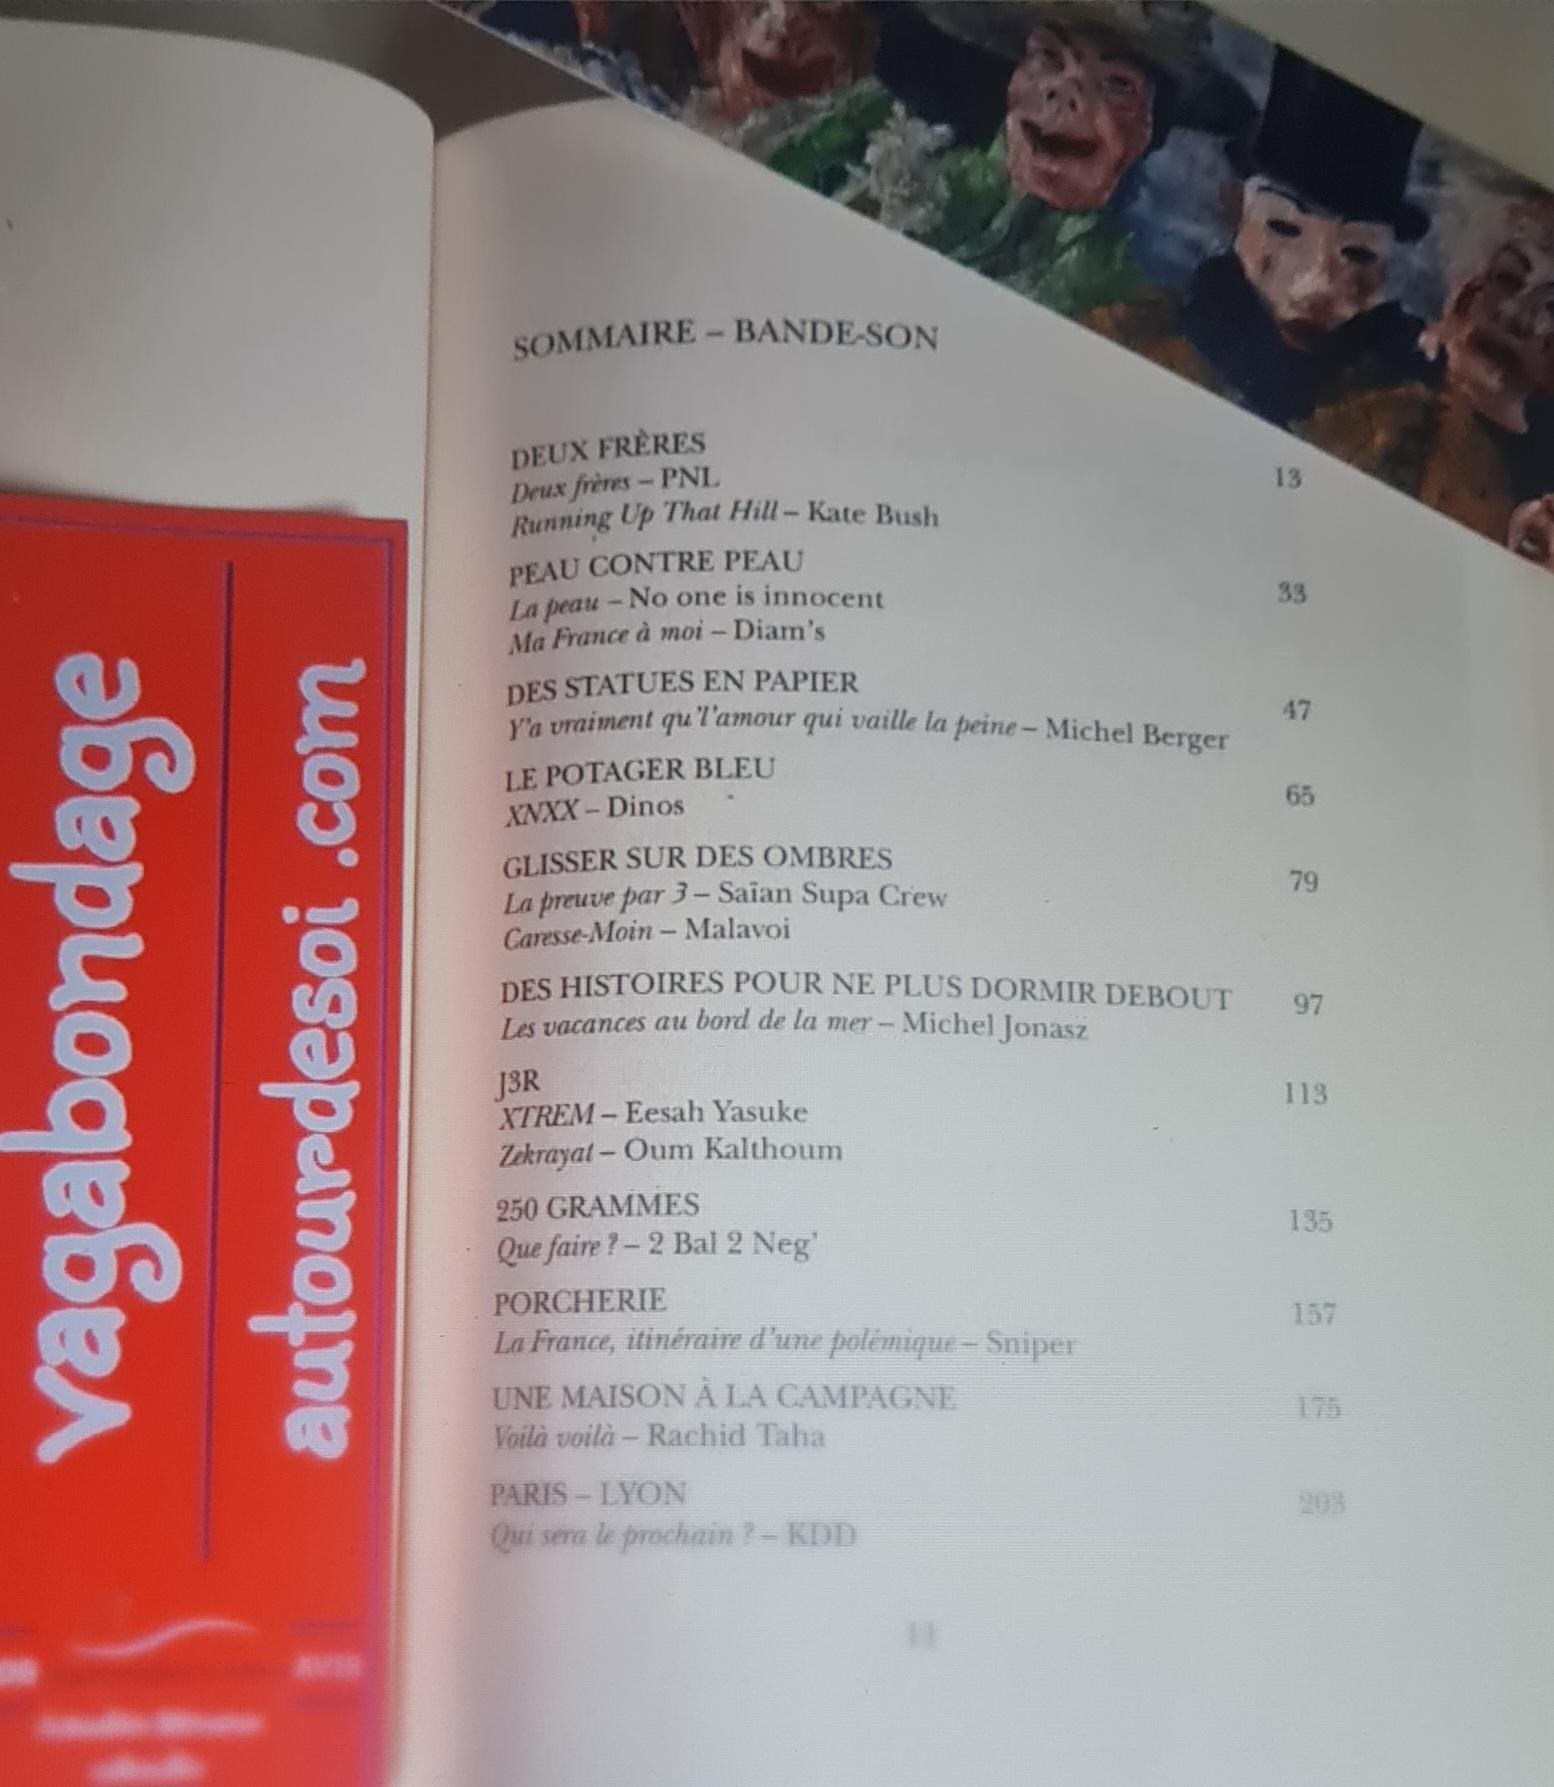 vagabondage
autourdesoi.com
SOMMAIRE – BANDE-SON
DEUX FRÈRES 13
Deux frères – PNL
Running Up That Hill – Kate Bush
PEAU CONTRE PEAU 33
La peau – No one is innocent
Ma France à moi – Diam's
DES STATUES EN PAPIER 47
Y'a vraiment qu'l'amour qui vaille la peine – Michel Berger
LE POTAGER BLEU 65
XNXX – Dinos
GLISSER SUR DES OMBRES 79
La preuve par 3 – Saïan Supa Crew
Caresse-Moin – Malavoi
DES HISTOIRES POUR NE PLUS DORMIR DEBOUT 97
Les vacances au bord de la mer – Michel Jonasz
J3R 113
XTREM – Eesah Yasuke
Zekrayat – Oum Kalthoum
250 GRAMMES 135
Que faire ? – 2 Bal 2 Neg'
PORCHERIE 157
La France, itinéraire d'une polémique – Sniper
UNE MAISON À LA CAMPAGNE 175
Voilà voilà – Rachid Taha
PARIS – LYON 203
Qui sera le prochain ? – KDD
11